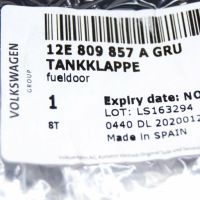 VOLKSWAGEN
GROUP
12E 809 857 A GRU
TANKKLAPPE
fueldoor
1
ST
Expiry date: NO
LOT: LS163294
0440 DL 2020012
Made in SPAIN